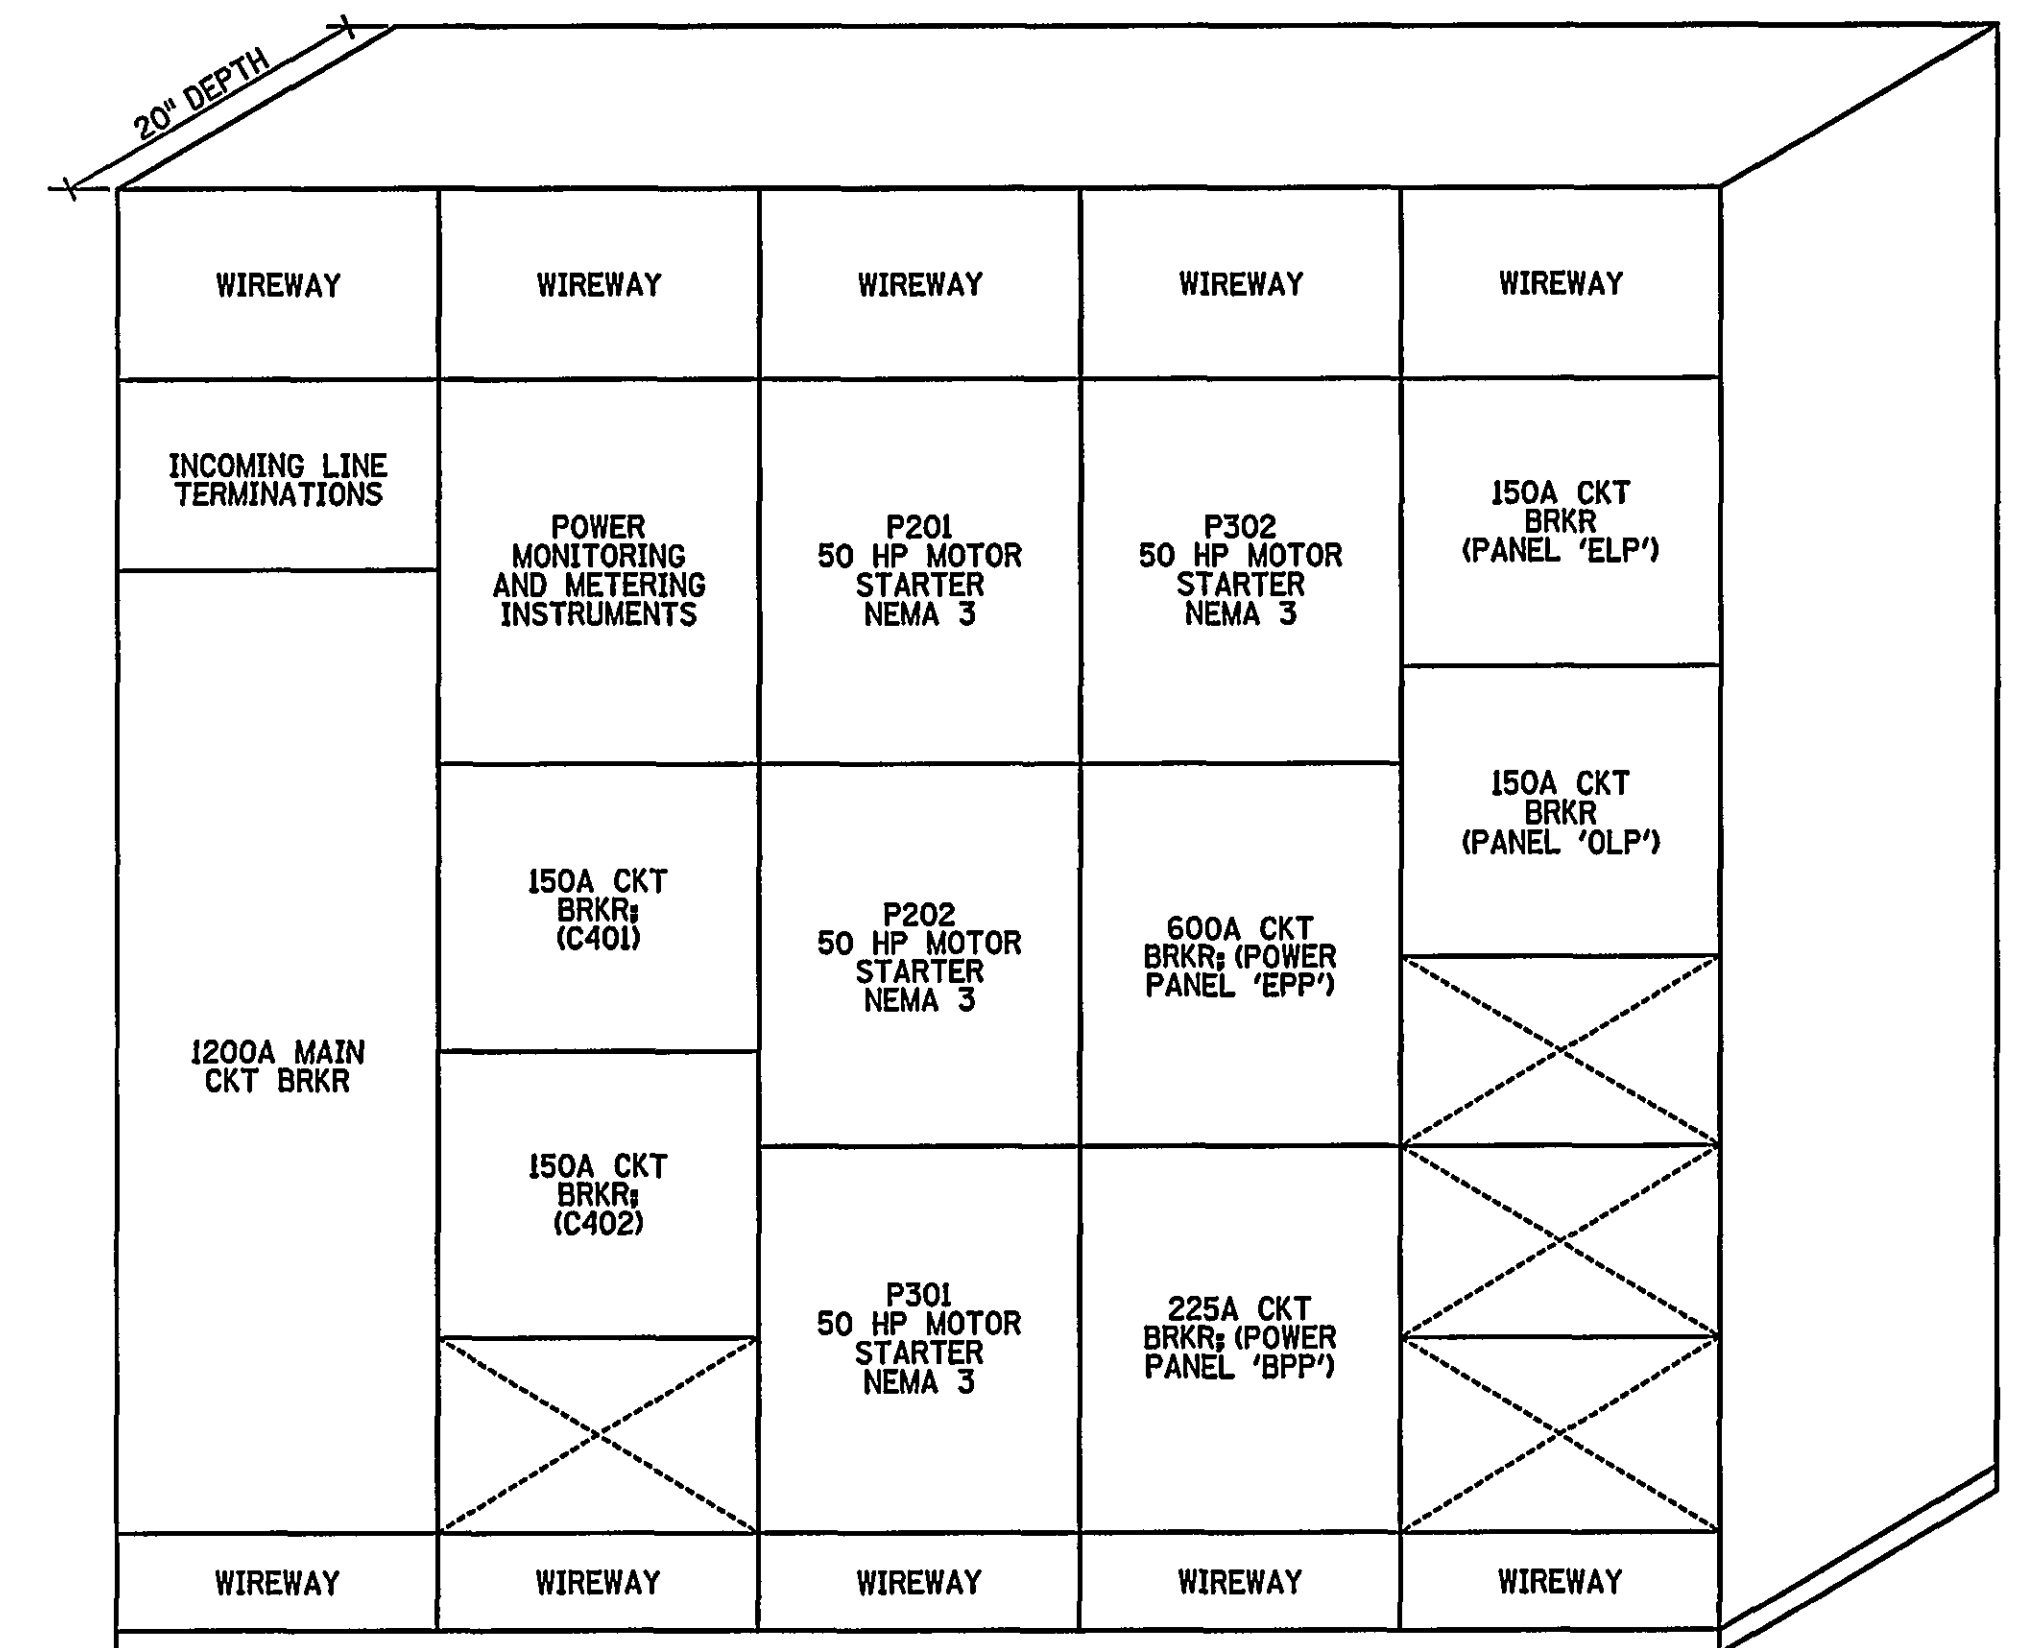 20" DEPTH
WIREWAY
WIREWAY
WIREWAY
WIREWAY
WIREWAY
INCOMING LINE
TERMINATIONS
1200A MAIN
CKT BRKR
POWER
MONITORING
AND METERING
INSTRUMENTS
150A CKT
BRKR;
(C401)
150A CKT
BRKR;
(C402)
P201
50 HP MOTOR
STARTER
NEMA 3
P202
50 HP MOTOR
STARTER
NEMA 3
P301
50 HP MOTOR
STARTER
NEMA 3
P302
50 HP MOTOR
STARTER
NEMA 3
600A CKT
BRKR; (POWER
PANEL 'EPP')
225A CKT
BRKR; (POWER
PANEL 'BPP')
150A CKT
BRKR
(PANEL 'ELP')
150A CKT
BRKR
(PANEL 'OLP')
WIREWAY
WIREWAY
WIREWAY
WIREWAY
WIREWAY